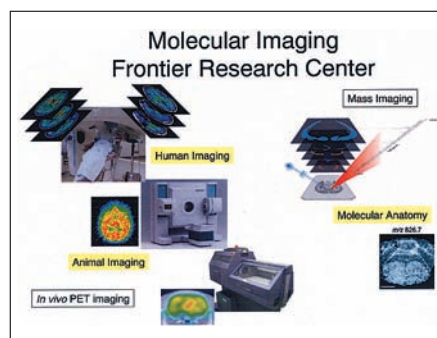 Molecular Imaging
Frontier Research Center
Mass Imaging
Human Imaging
Molecular Anatomy
m/z 826.7
Animal Imaging
In vivo PET imaging